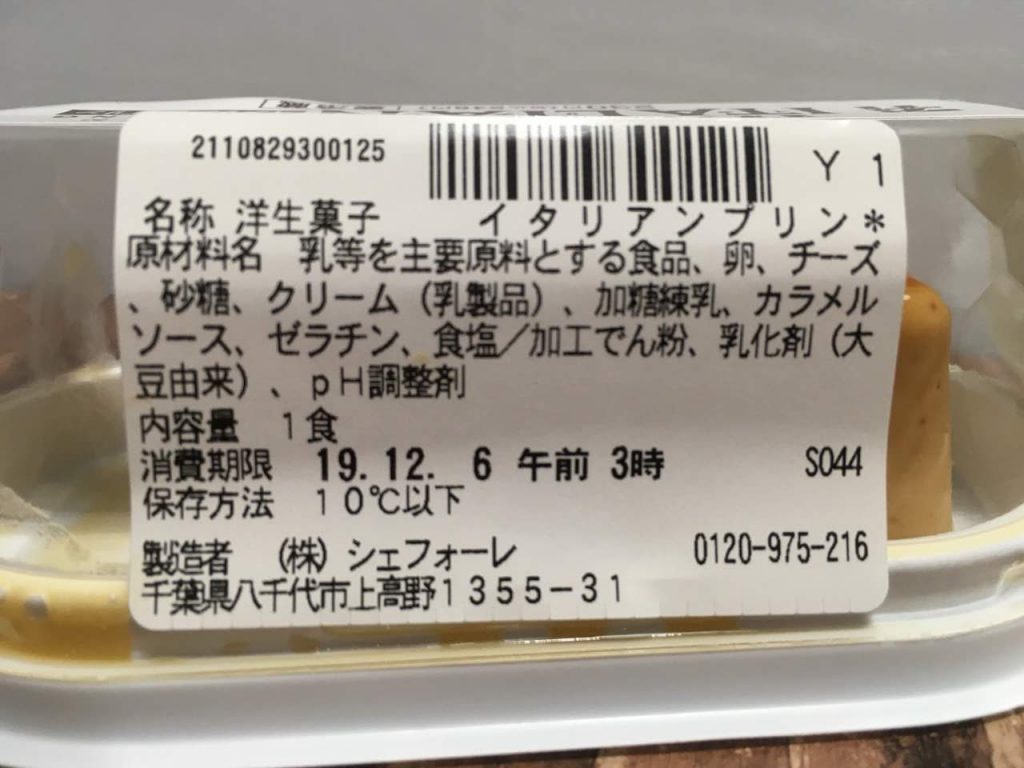 2110829300125
Y 1
名称 洋生菓子 イタリアンプリン*
原材料名 乳等を主要原料とする食品、卵、チーズ
、砂糖、クリーム(乳製品)、加糖練乳、カラメル
ソース、ゼラチン、食塩/加工でん粉、乳化剤(大
豆由来)、pH調整剤
内容量 1食
消費期限 19.12. 6 午前 3時 S044
保存方法 10℃以下
製造者 (株)シェフォーレ 0120-975-216
千葉県八千代市上高野1355-31